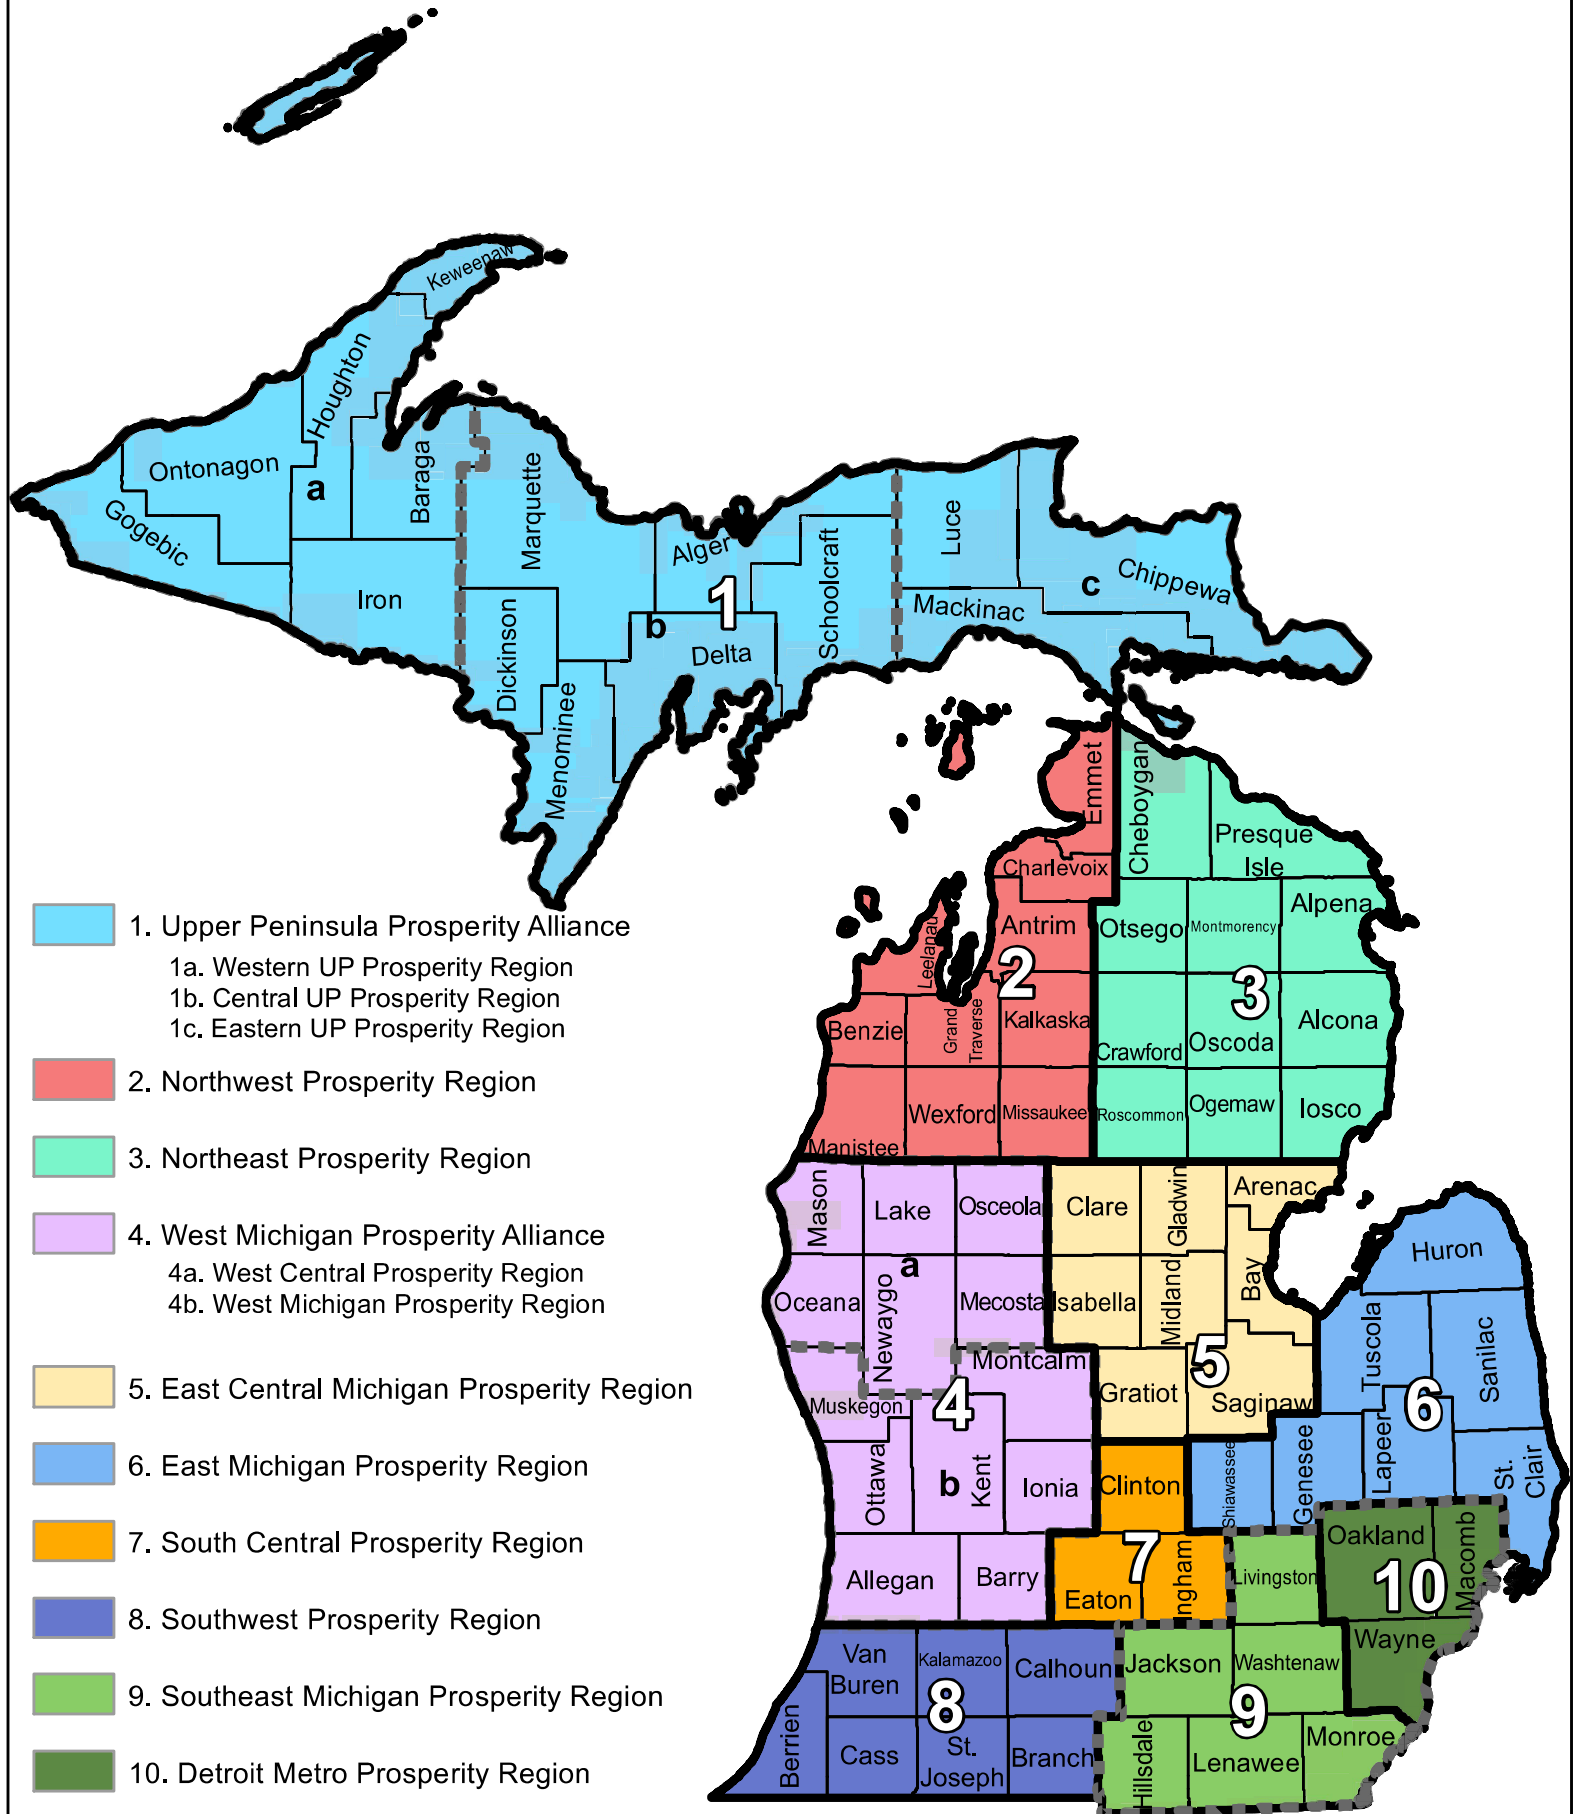 Keweenaw
Houghton
Ontonagon
a
Baraga
Gogebic
Iron
Marquette
Alger
Schoolcraft
Luce
Chippewa
c
Mackinac
1
b
Delta
Dickinson
Menominee
Emmet
Cheboygan
Presque
Isle
Charlevoix
Alpena
Antrim
Otsego
Montmorency
Leelanau
2
3
Benzie
Grand
Traverse
Kalkaska
Crawford
Oscoda
Alcona
Manistee
Wexford
Missaukee
Roscommon
Ogemaw
Iosco
Mason
Lake
Osceola
Clare
Gladwin
Arenac
Huron
a
Oceana
Newaygo
Mecosta
Isabella
Midland
Bay
Tuscola
Sanilac
Montcalm
5
Gratiot
Saginaw
6
Muskegon
4
Ottawa
b
Kent
Ionia
Clinton
Shiawassee
Genesee
Lapeer
St.
Clair
Oakland
Macomb
7
Allegan
Barry
Eaton
Ingham
Livingston
10
Wayne
Van
Buren
Kalamazoo
Calhoun
Jackson
Washtenaw
8
9
Berrien
Cass
St.
Joseph
Branch
Hillsdale
Lenawee
Monroe
1. Upper Peninsula Prosperity Alliance
1a. Western UP Prosperity Region
1b. Central UP Prosperity Region
1c. Eastern UP Prosperity Region
2. Northwest Prosperity Region
3. Northeast Prosperity Region
4. West Michigan Prosperity Alliance
4a. West Central Prosperity Region
4b. West Michigan Prosperity Region
5. East Central Michigan Prosperity Region
6. East Michigan Prosperity Region
7. South Central Prosperity Region
8. Southwest Prosperity Region
9. Southeast Michigan Prosperity Region
10. Detroit Metro Prosperity Region